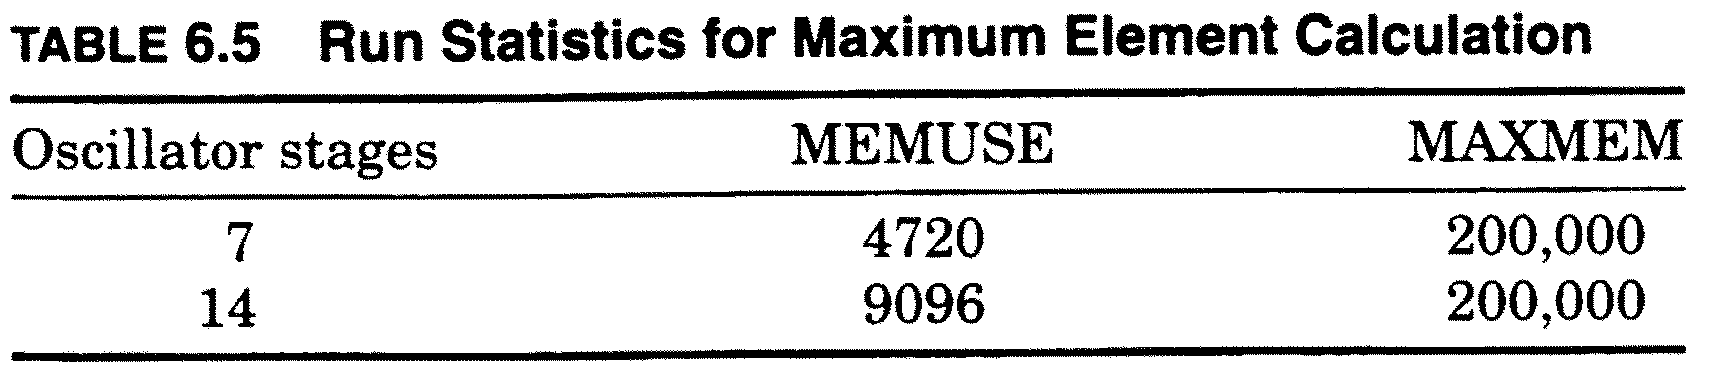 TABLE 6.5 Run Statistics for Maximum Element Calculation
Oscillator stages MEMUSE MAXMEM
7 4720 200,000
14 9096 200,000